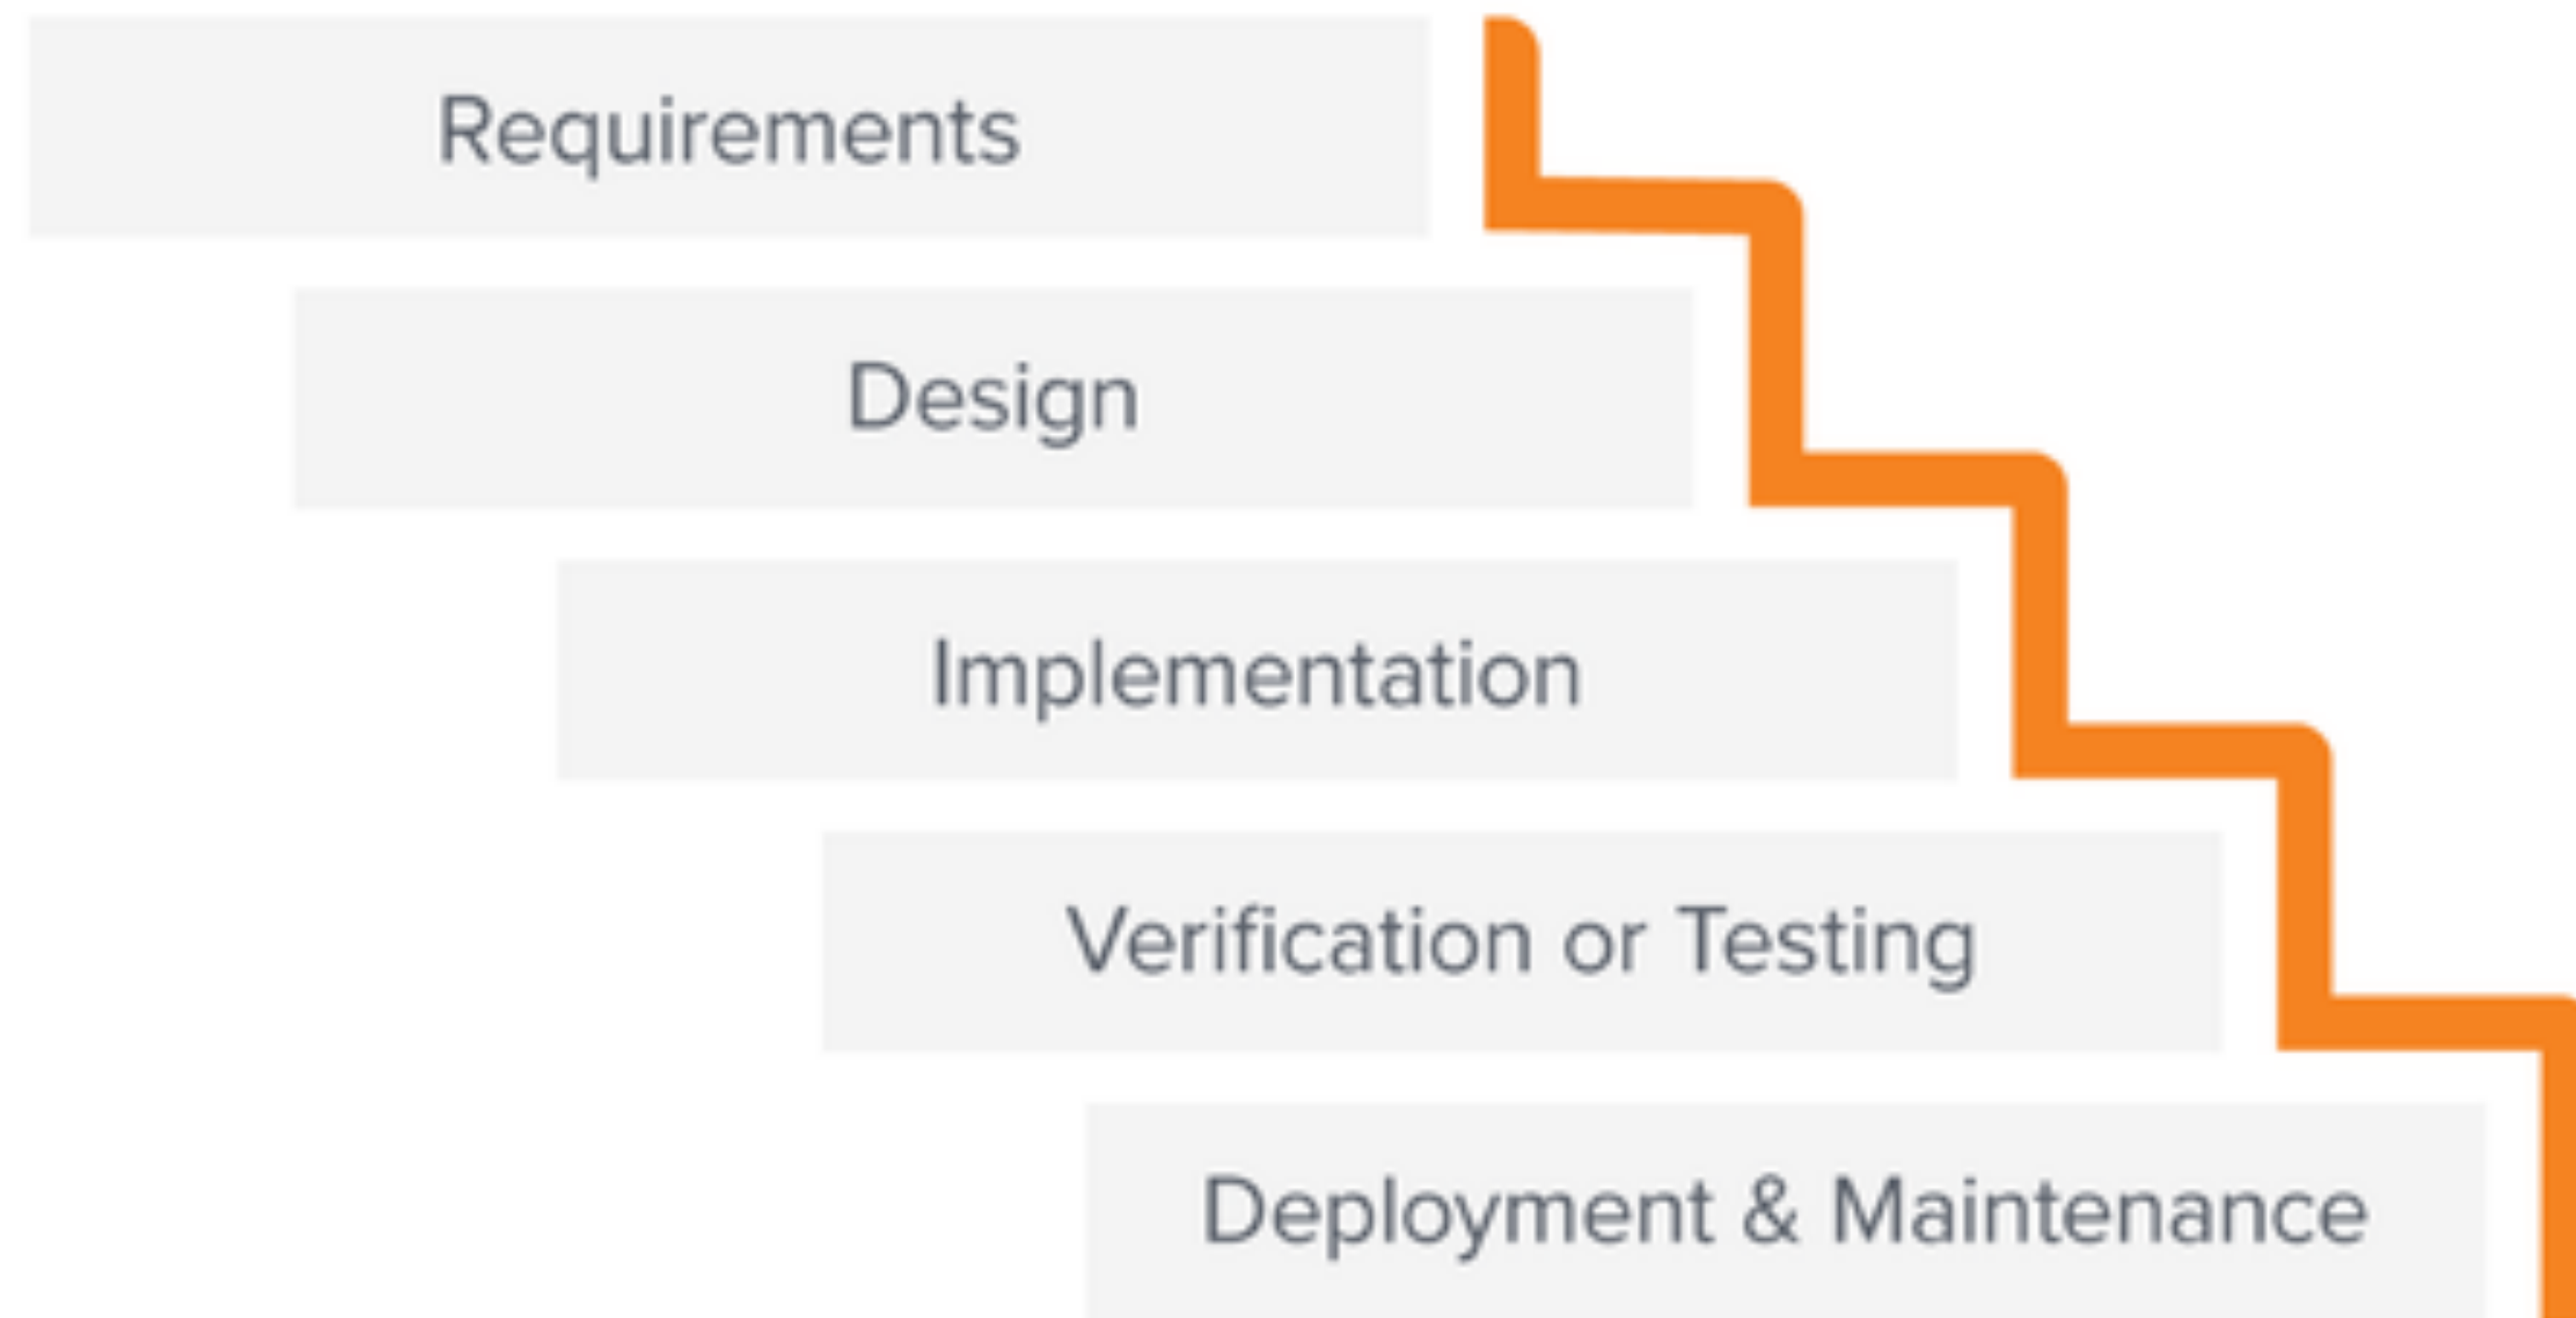 Requirements
Design
Implementation
Verification or Testing
Deployment & Maintenance